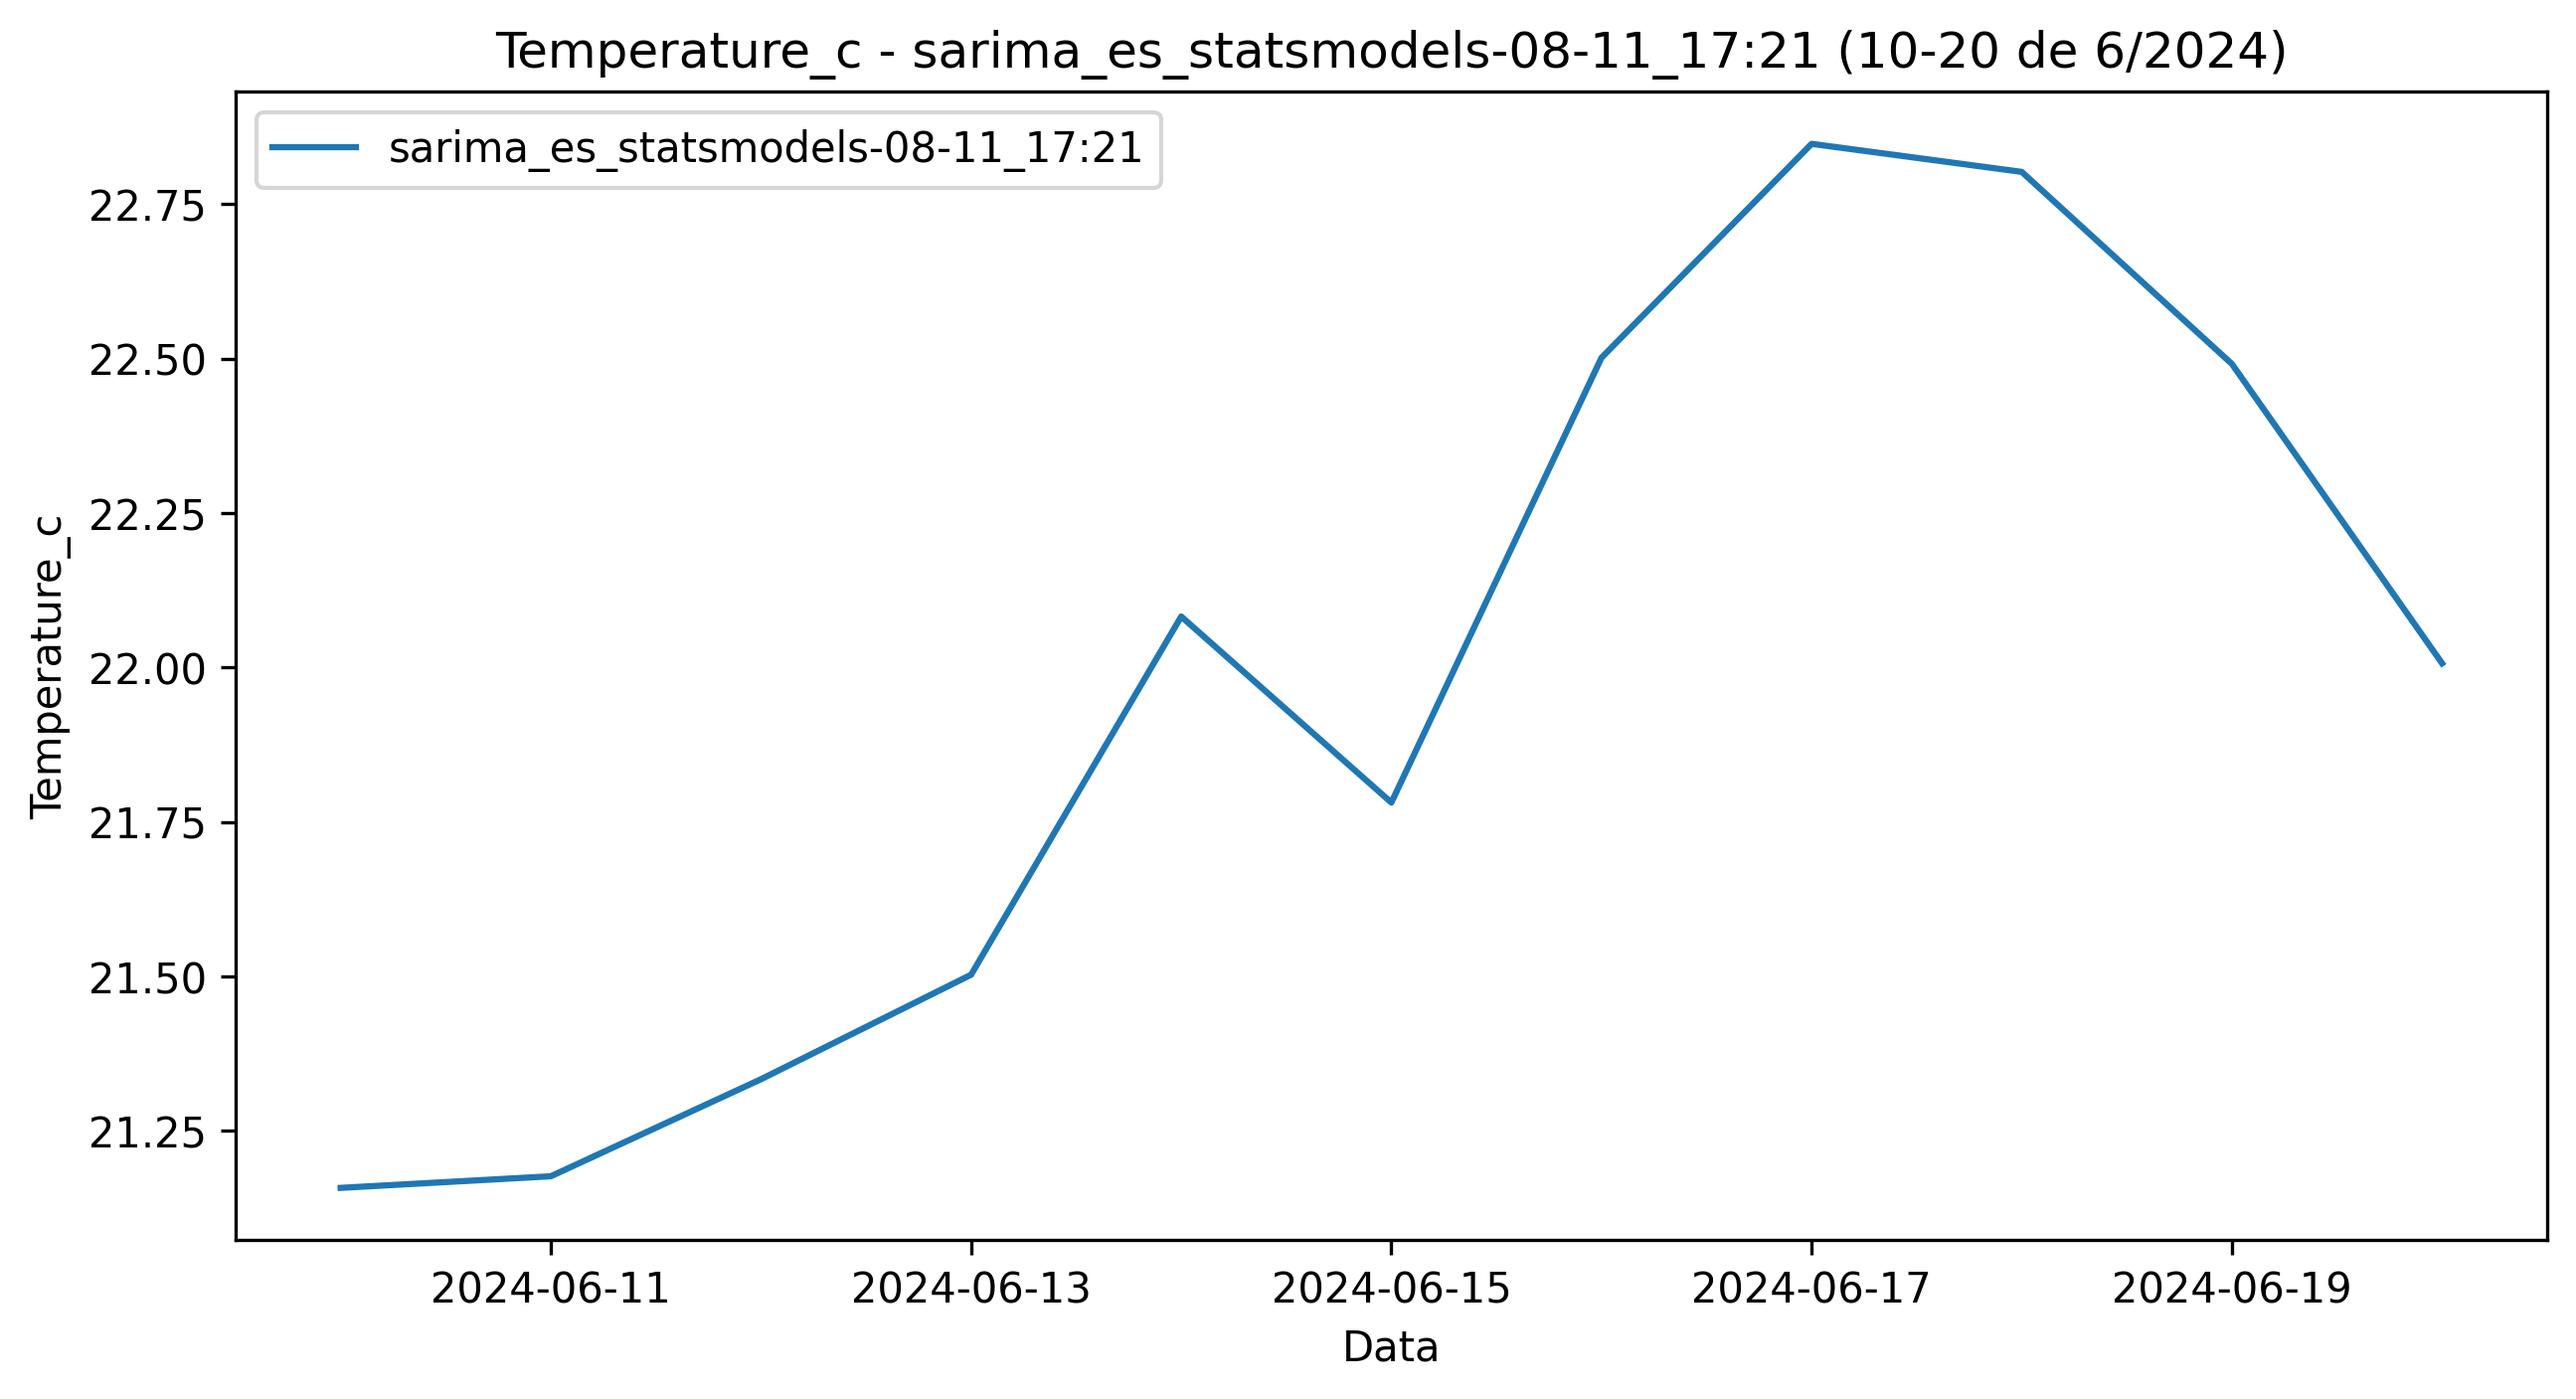 Temperature_c - sarima_es_statsmodels-08-11_17:21 (10-20 de 6/2024)
sarima_es_statsmodels-08-11_17:21
Temperature_c
22.75
22.50
22.25
22.00
21.75
21.50
21.25
2024-06-11 2024-06-13 2024-06-15 2024-06-17 2024-06-19
Data